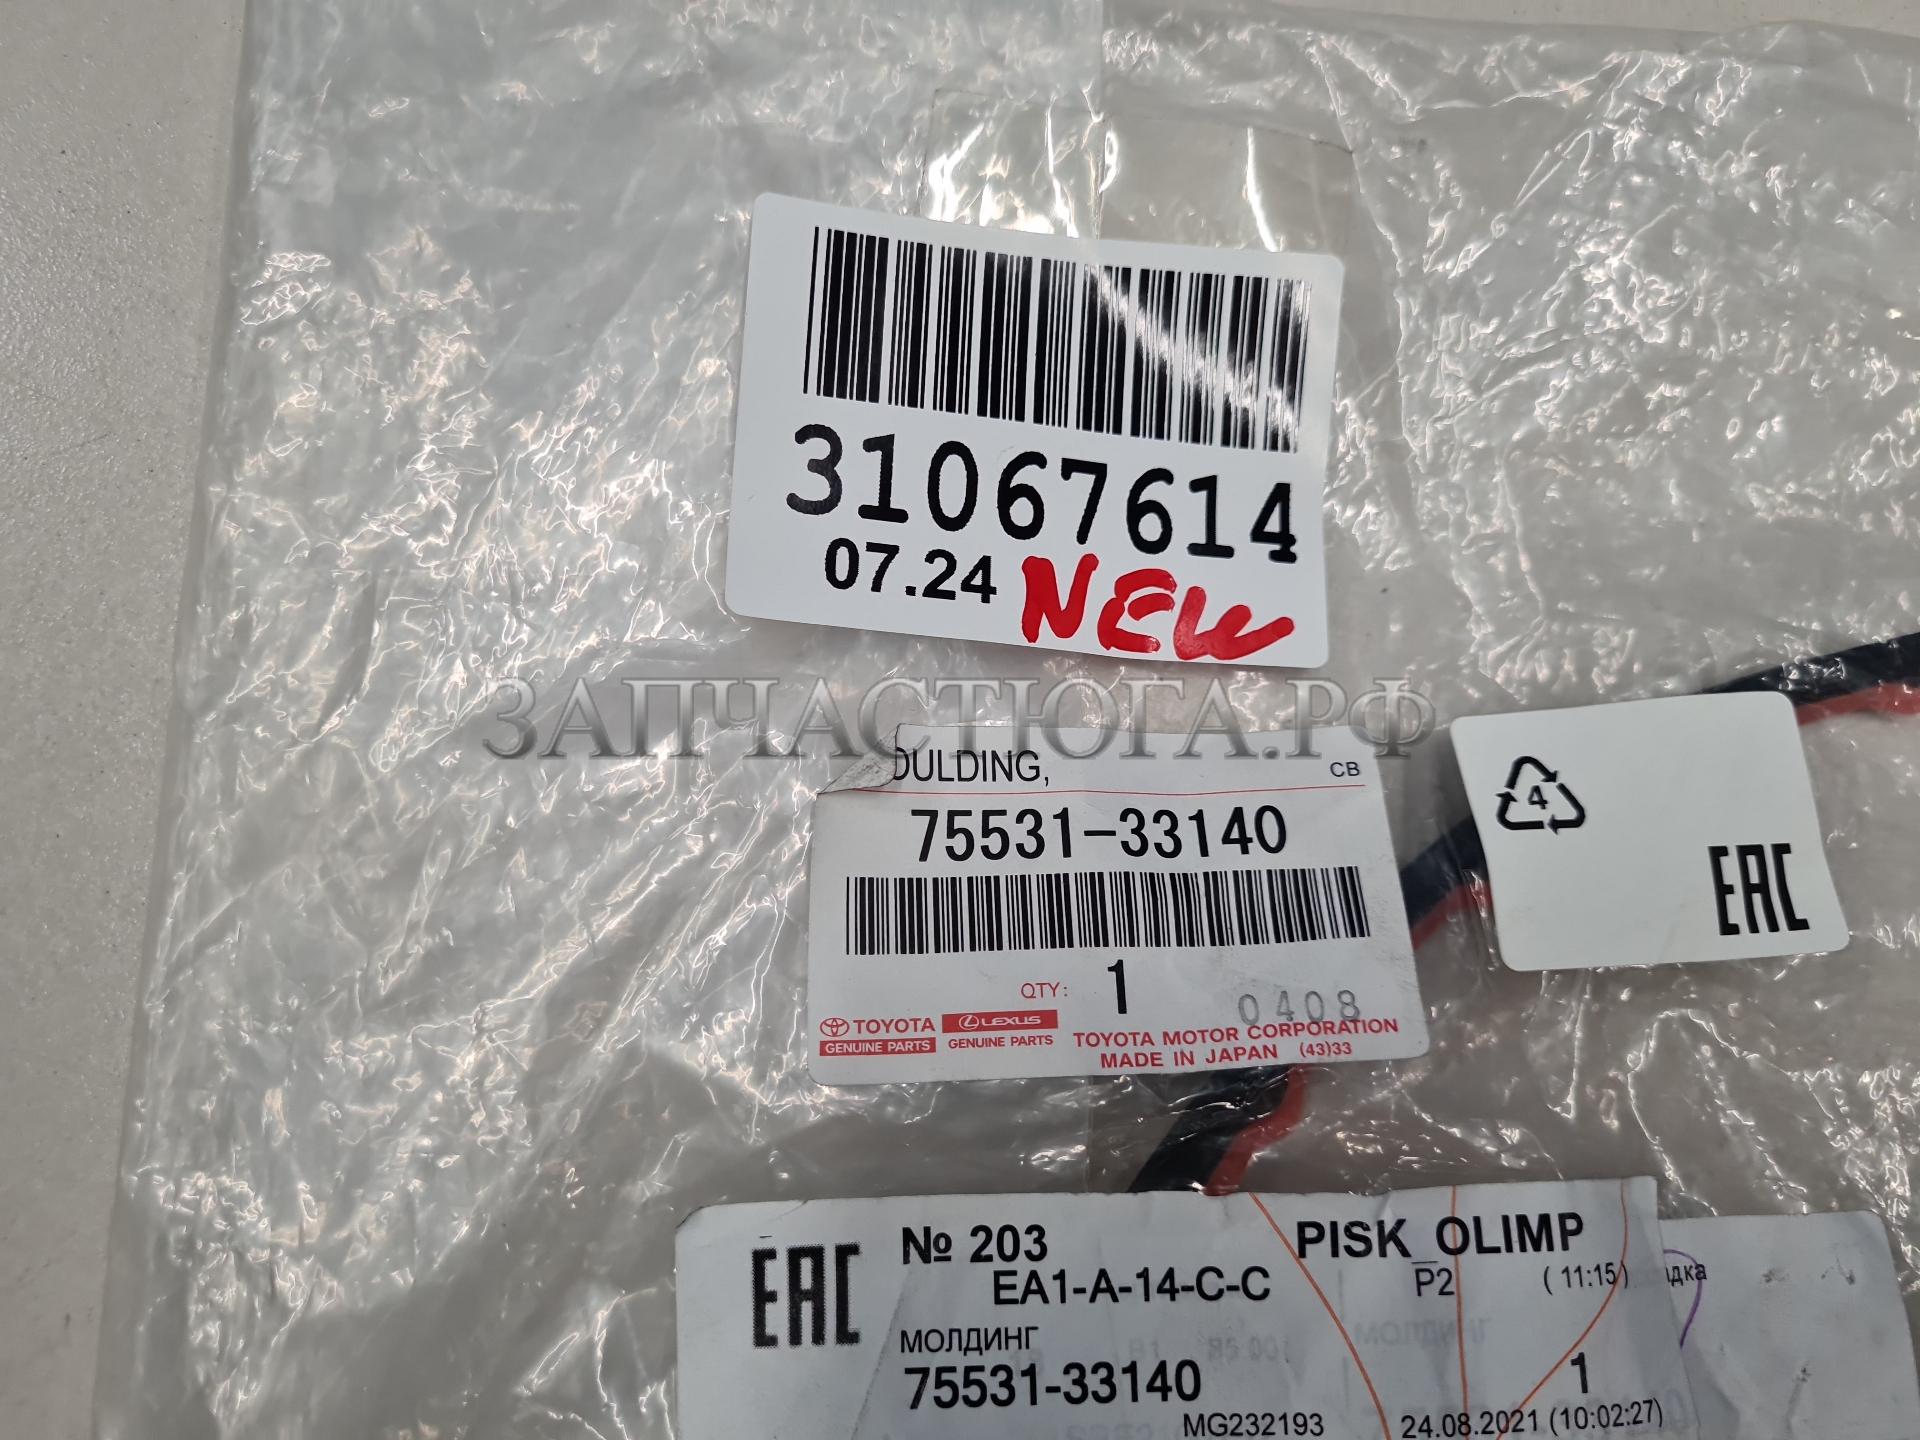 31067614
07.24 NEW
ЗАПЧАСТЮГА.РФ
OULDING, CB
75531-33140
QTY: 1
0408
TOYOTA
GENUINE PARTS
LEXUS
GENUINE PARTS
TOYOTA MOTOR CORPORATION
MADE IN JAPAN (43)33
4
EAC
EAC
№ 203 PISK_OLIMP
EA1-A-14-C-C P2 (11:15)
МОЛДИНГ
75531-33140 1
MG232193 24.08.2021 (10:02:27)